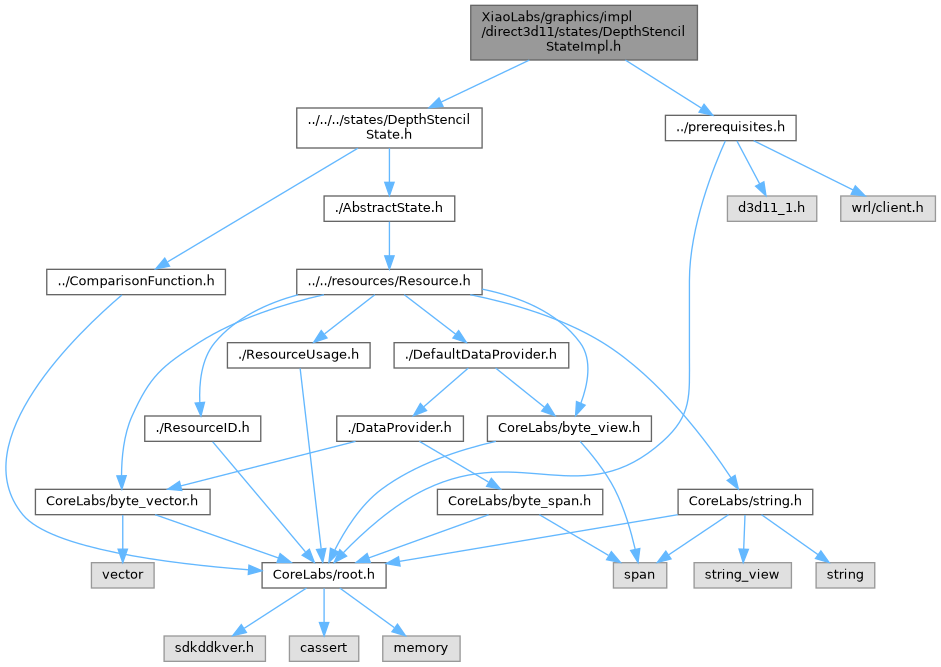 XiaoLabs/graphics/impl
/direct3d11/states/DepthStencil
StateImpl.h
../../../states/DepthStencil
State.h
../prerequisites.h
./AbstractState.h
d3d11_1.h
wrl/client.h
../ComparisonFunction.h
../../resources/Resource.h
./ResourceUsage.h
./DefaultDataProvider.h
./ResourceID.h
./DataProvider.h
CoreLabs/byte_view.h
CoreLabs/byte_vector.h
CoreLabs/byte_span.h
CoreLabs/string.h
vector
CoreLabs/root.h
span
string_view
string
sdkddkver.h
cassert
memory